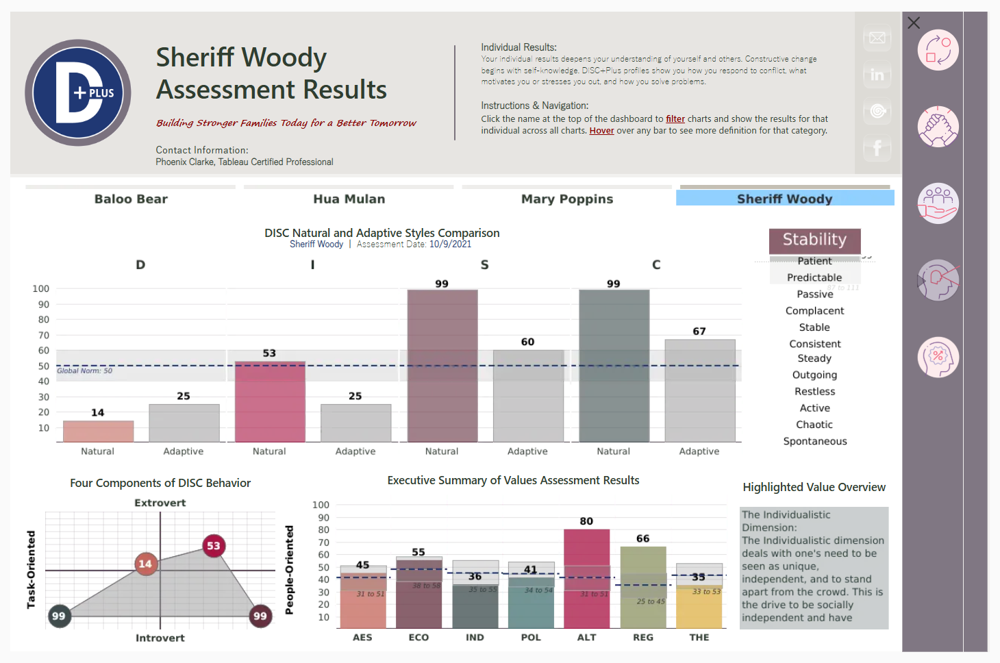 D
+PLUS
Sheriff Woody
Assessment Results
Building Stronger Families Today for a Better Tomorrow
Contact Information:
Phoenix Clarke, Tableau Certified Professional
Individual Results:
Your individual results deepens your understanding of yourself and others. Constructive change
begins with self-knowledge. DISC+Plus profiles show you how you respond to conflict, what
motivates you or stresses you out, and how you solve problems.
Instructions & Navigation:
Click the name at the top of the dashboard to filter charts and show the results for that
individual across all charts. Hover over any bar to see more definition for that category.
in
f
Baloo Bear
Hua Mulan
Mary Poppins
Sheriff Woody
DISC Natural and Adaptive Styles Comparison
Sheriff Woody | Assessment Date: 10/9/2021
D I S C
100
90
80
70
60
50
40
30
20
10
Global Norm: 50
14
25
53
25
99
60
99
67
Natural Adaptive Natural Adaptive Natural Adaptive Natural Adaptive
Stability
Patient
Predictable
87 to 111
Passive
Complacent
Stable
Consistent
Steady
Outgoing
Restless
Active
Chaotic
Spontaneous
Four Components of DISC Behavior
Extrovert
Task-Oriented
People-Oriented
53
14
99
99
Introvert
Executive Summary of Values Assessment Results
100
90
80
70
60
50
40
30
20
10
45
55
36
41
80
66
35
31 to 51
38 to 58
35 to 55
34 to 54
31 to 51
25 to 45
33 to 53
AES ECO IND POL ALT REG THE
Highlighted Value Overview
The Individualistic
Dimension:
The Individualistic dimension
deals with one's need to be
seen as unique,
independent, and to stand
apart from the crowd. This is
the drive to be socially
independent and have